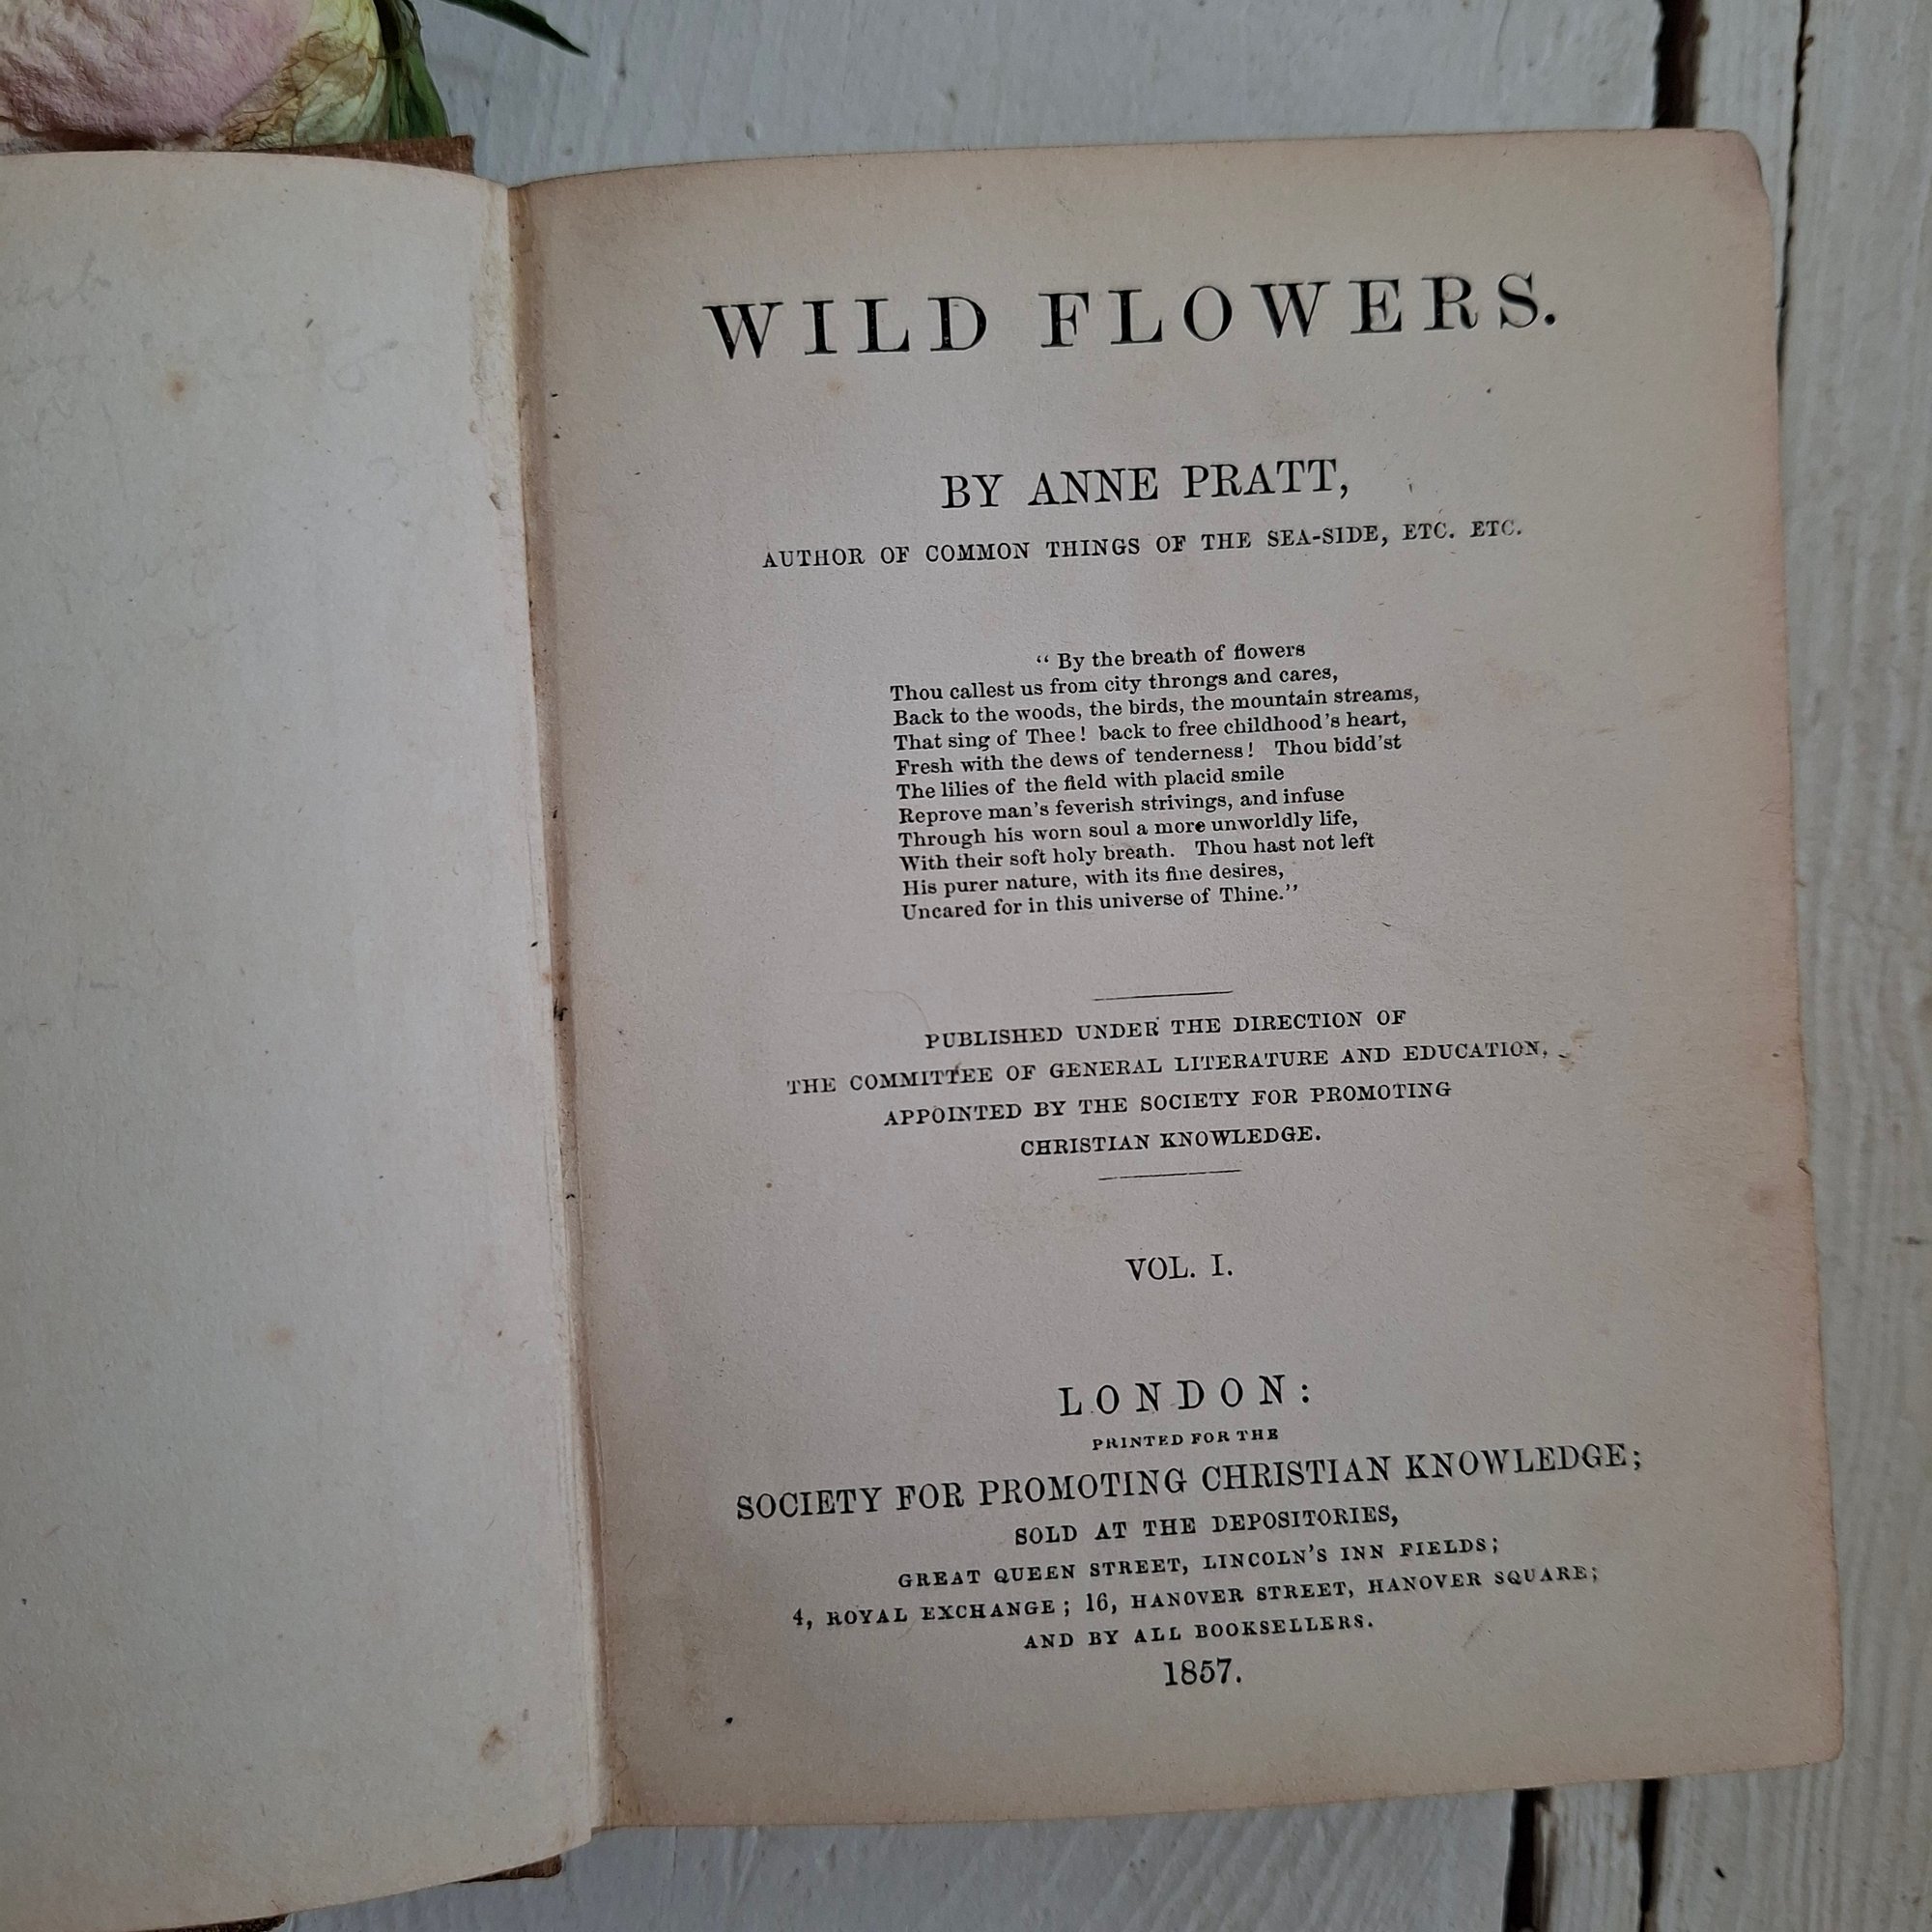 WILD FLOWERS.
BY ANNE PRATT,
AUTHOR OF COMMON THINGS OF THE SEA-SIDE, ETC. ETC.
“ By the breath of flowers
Thou callest us from city throngs and cares,
Back to the woods, the birds, the mountain streams,
That sing of Thee! back to free childhood's heart,
Fresh with the dews of tenderness! Thou bidd'st
The lilies of the field with placid smile
Reprove man's feverish strivings, and infuse
Through his worn soul a more unworldly life,
With their soft holy breath. Thou hast not left
His purer nature, with its fine desires,
Uncared for in this universe of Thine.”
PUBLISHED UNDER THE DIRECTION OF
THE COMMITTEE OF GENERAL LITERATURE AND EDUCATION,
APPOINTED BY THE SOCIETY FOR PROMOTING
CHRISTIAN KNOWLEDGE.
VOL. I.
LONDON:
PRINTED FOR THE
SOCIETY FOR PROMOTING CHRISTIAN KNOWLEDGE;
SOLD AT THE DEPOSITORIES,
GREAT QUEEN STREET, LINCOLN'S INN FIELDS;
4, ROYAL EXCHANGE; 16, HANOVER STREET, HANOVER SQUARE;
AND BY ALL BOOKSELLERS.
1857.